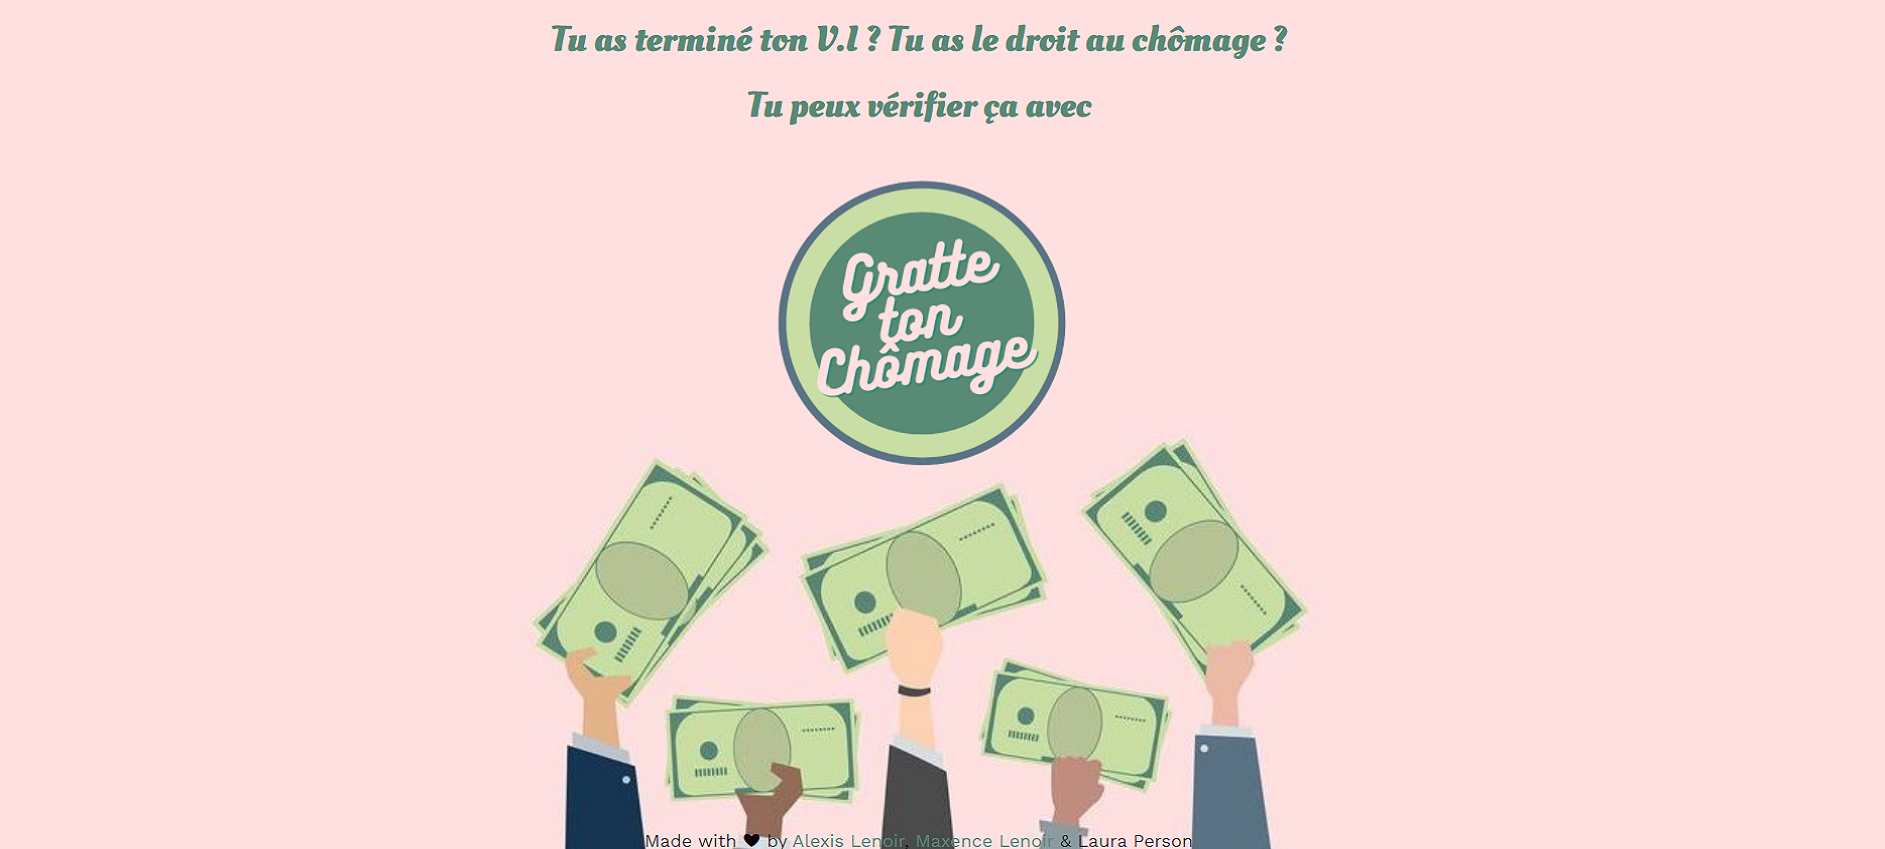 Tu as terminé ton V.I ? Tu as le droit au chômage ?
Tu peux vérifier ça avec
Gratte
ton
Chômage
Made with ♥ by Alexis Lenoir, Maxence Lenoir & Laura Person